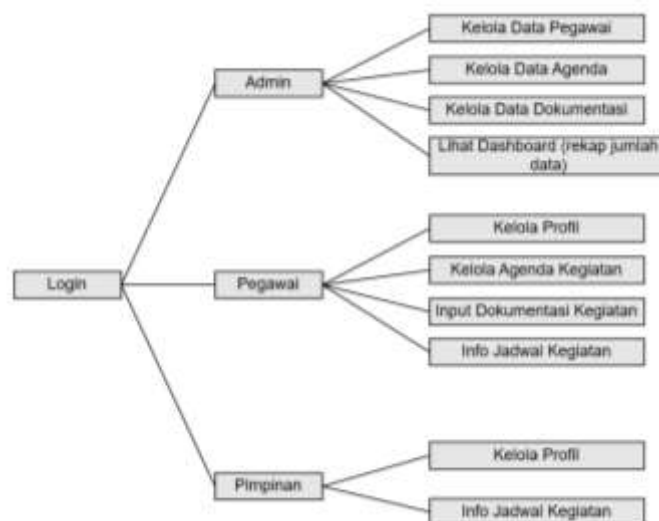 Kelola Data Pegawai
Admin
Kelola Data Agenda
Kelola Data Dokumentasi
Lihat Dashboard (rekap jumlah
data)
Kelola Profil
Login
Pegawai
Kelola Agenda Kegiatan
Input Dokumentasi Kegiatan
Info Jadwal Kegiatan
Kelola Profil
Pimpinan
Info Jadwal Kegiatan